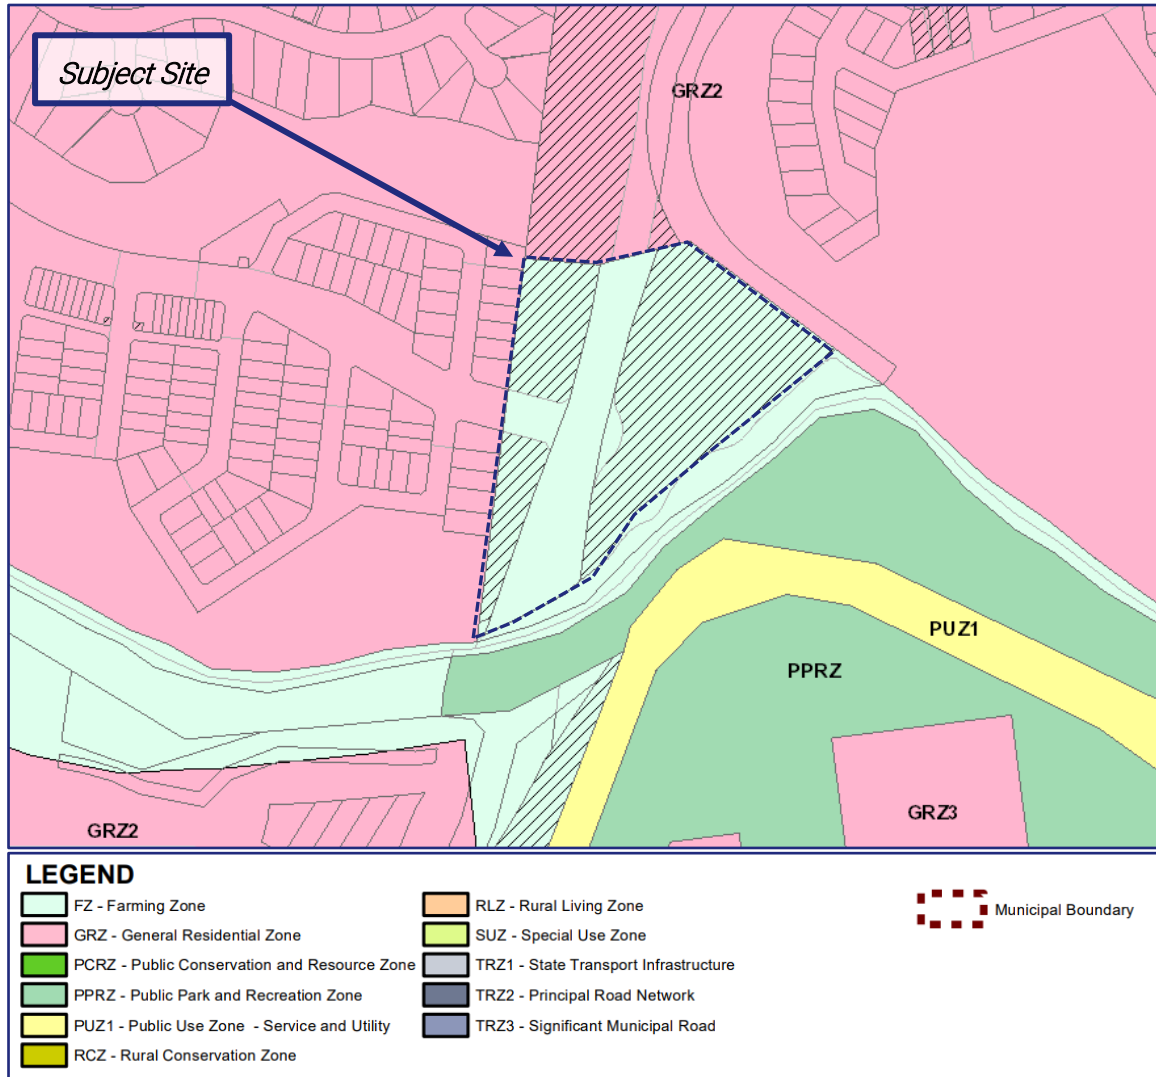 Subject Site
GRZ2
PUZ1
PPRZ
GRZ3
GRZ2
LEGEND
FZ - Farming Zone
GRZ - General Residential Zone
PCRZ - Public Conservation and Resource Zone
PPRZ - Public Park and Recreation Zone
PUZ1 - Public Use Zone - Service and Utility
RCZ - Rural Conservation Zone
RLZ - Rural Living Zone
SUZ - Special Use Zone
TRZ1 - State Transport Infrastructure
TRZ2 - Principal Road Network
TRZ3 - Significant Municipal Road
Municipal Boundary